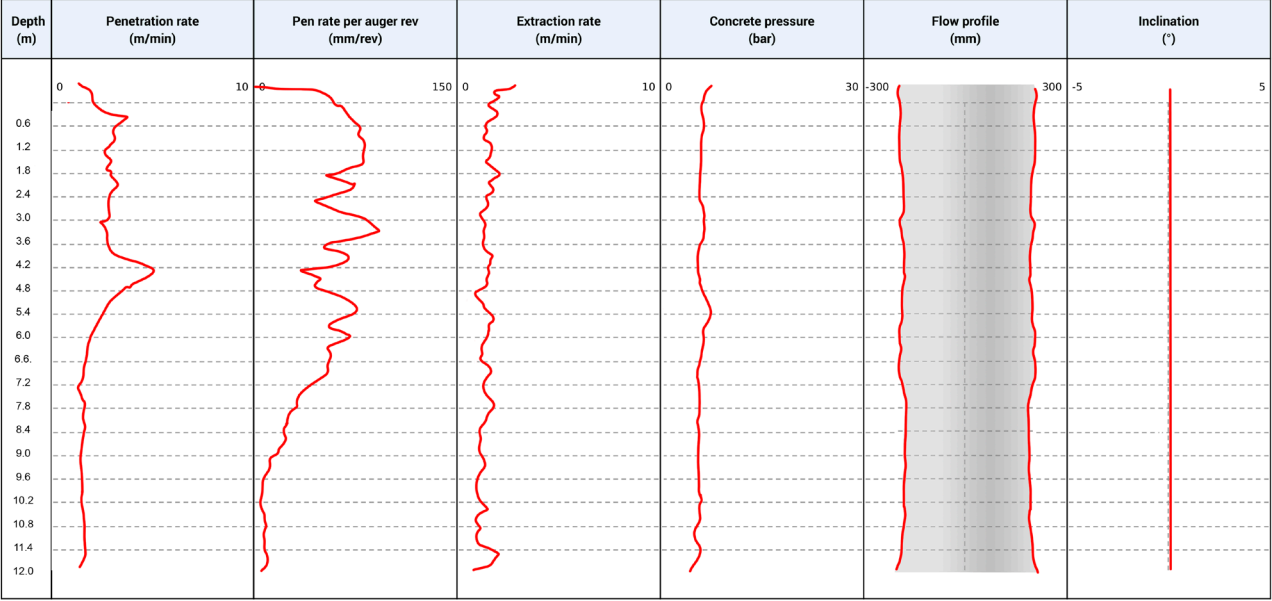 Depth
(m)
Penetration rate
(m/min)
Pen rate per auger rev
(mm/rev)
Extraction rate
(m/min)
Concrete pressure
(bar)
Flow profile
(mm)
Inclination
(°)
0 10
0 150
0 10
0 30
-300 300
-5 5
0.6
1.2
1.8
2.4
3.0
3.6
4.2
4.8
5.4
6.0
6.6.
7.2
7.8
8.4
9.0
9.6
10.2
10.8
11.4
12.0